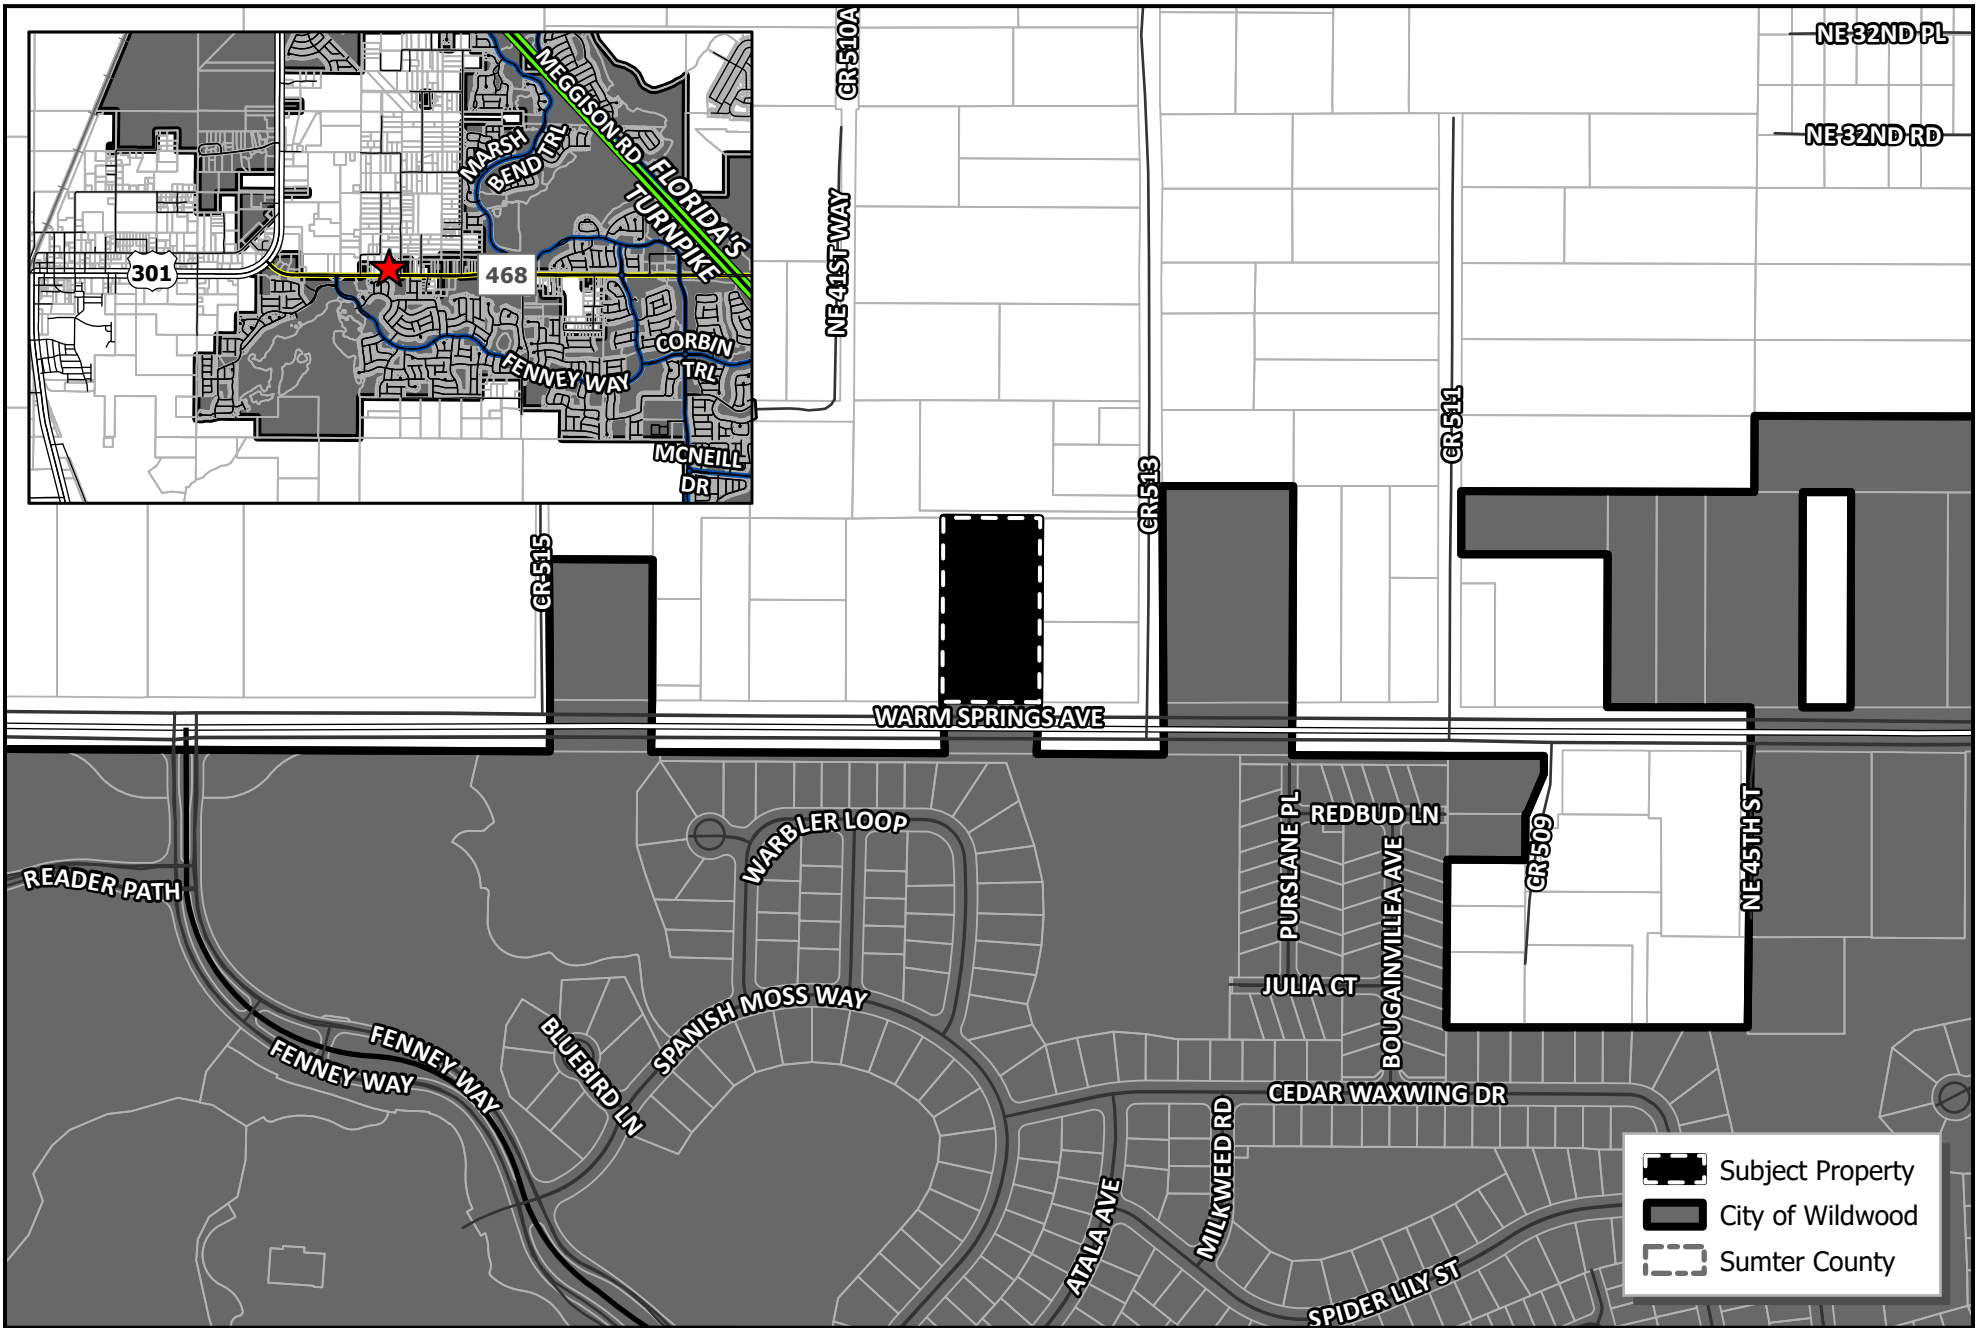 MEGGISON RD
FLORIDA'S
TURNPIKE
MARSH
BEND TRL
301
468
FENNEY WAY
CORBIN
TRL
MCNEILL
DR
CR 510A
NE 41ST WAY
CR 513
CR 511
CR 515
NE 32ND PL
NE 32ND RD
WARM SPRINGS AVE
READER PATH
WARBLER LOOP
PURSLANE PL
REDBUD LN
BOUGAINVILLEA AVE
CR 509
NE 45TH ST
JULIA CT
FENNEY WAY
FENNEY WAY
BLUEBIRD LN
SPANISH MOSS WAY
CEDAR WAXWING DR
MILKWEED RD
ATALA AVE
SPIDER LILY ST
Subject Property
City of Wildwood
Sumter County